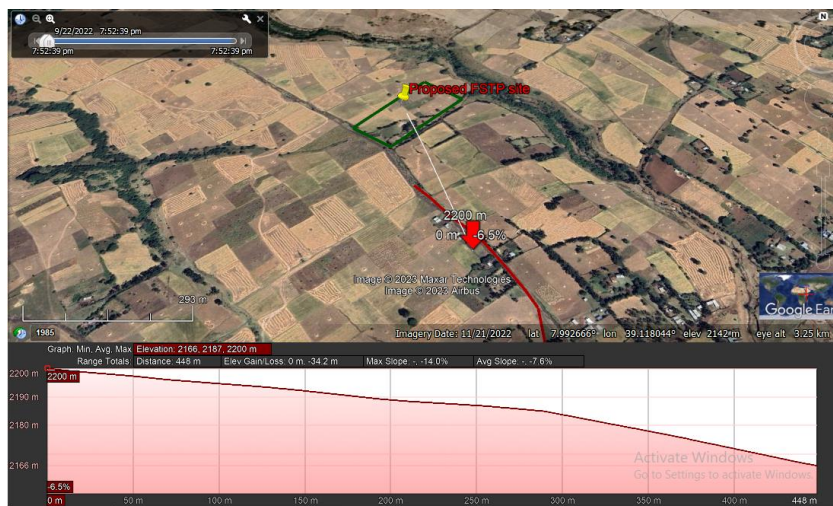 9/22/2022 7:52:39 pm
7:52:39 pm 7:52:39 pm
N
Proposed FSTP site
2200 m
0 m -6.5%
Image © 2023 Maxar Technologies
Image © 2023 Airbus
293 m
Google Ear
1985
Imagery Date: 11/21/2022 lat 7.992666° lon 39.118044° elev 2142 m eye alt 3.25 km
Graph: Min, Avg, Max Elevation: 2166, 2187, 2200 m
Range Totals: Distance: 448 m Elev Gain/Loss: 0 m, -34.2 m Max Slope: -, -14.0% Avg Slope: -, -7.6%
2200 m
2200 m
2190 m
2180 m
2166 m
Activate Windows
Go to Settings to activate Windows.
-6.5%
0 m 50 m 100 m 150 m 200 m 250 m 300 m 350 m 400 m 448 m